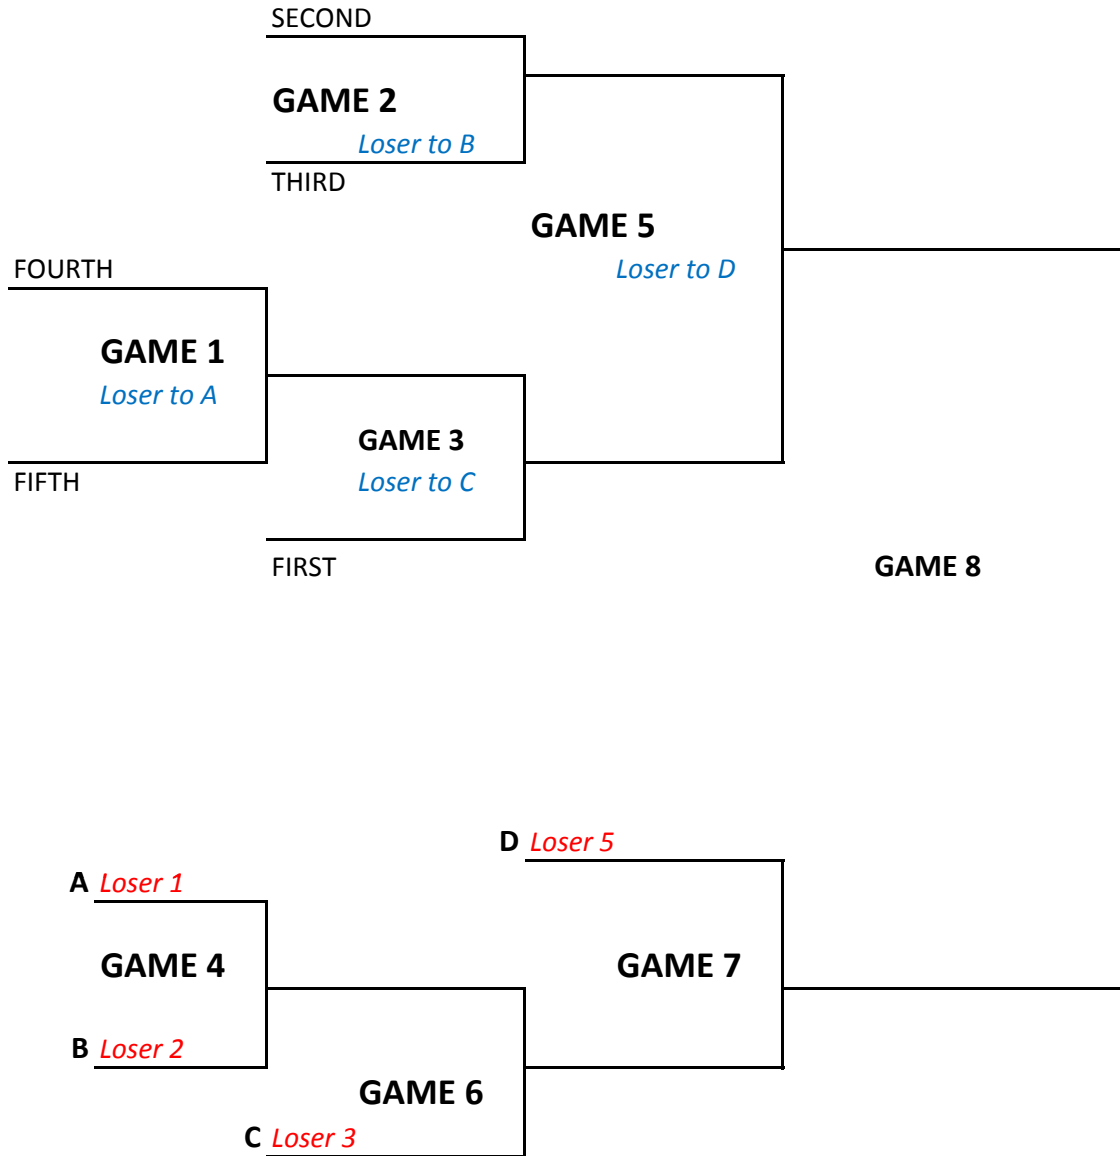 SECOND
GAME 2
Loser to B
THIRD
GAME 5
Loser to D
FOURTH
GAME 1
Loser to A
FIFTH
GAME 3
Loser to C
FIRST
GAME 8
D Loser 5
A Loser 1
GAME 4
GAME 7
B Loser 2
GAME 6
C Loser 3